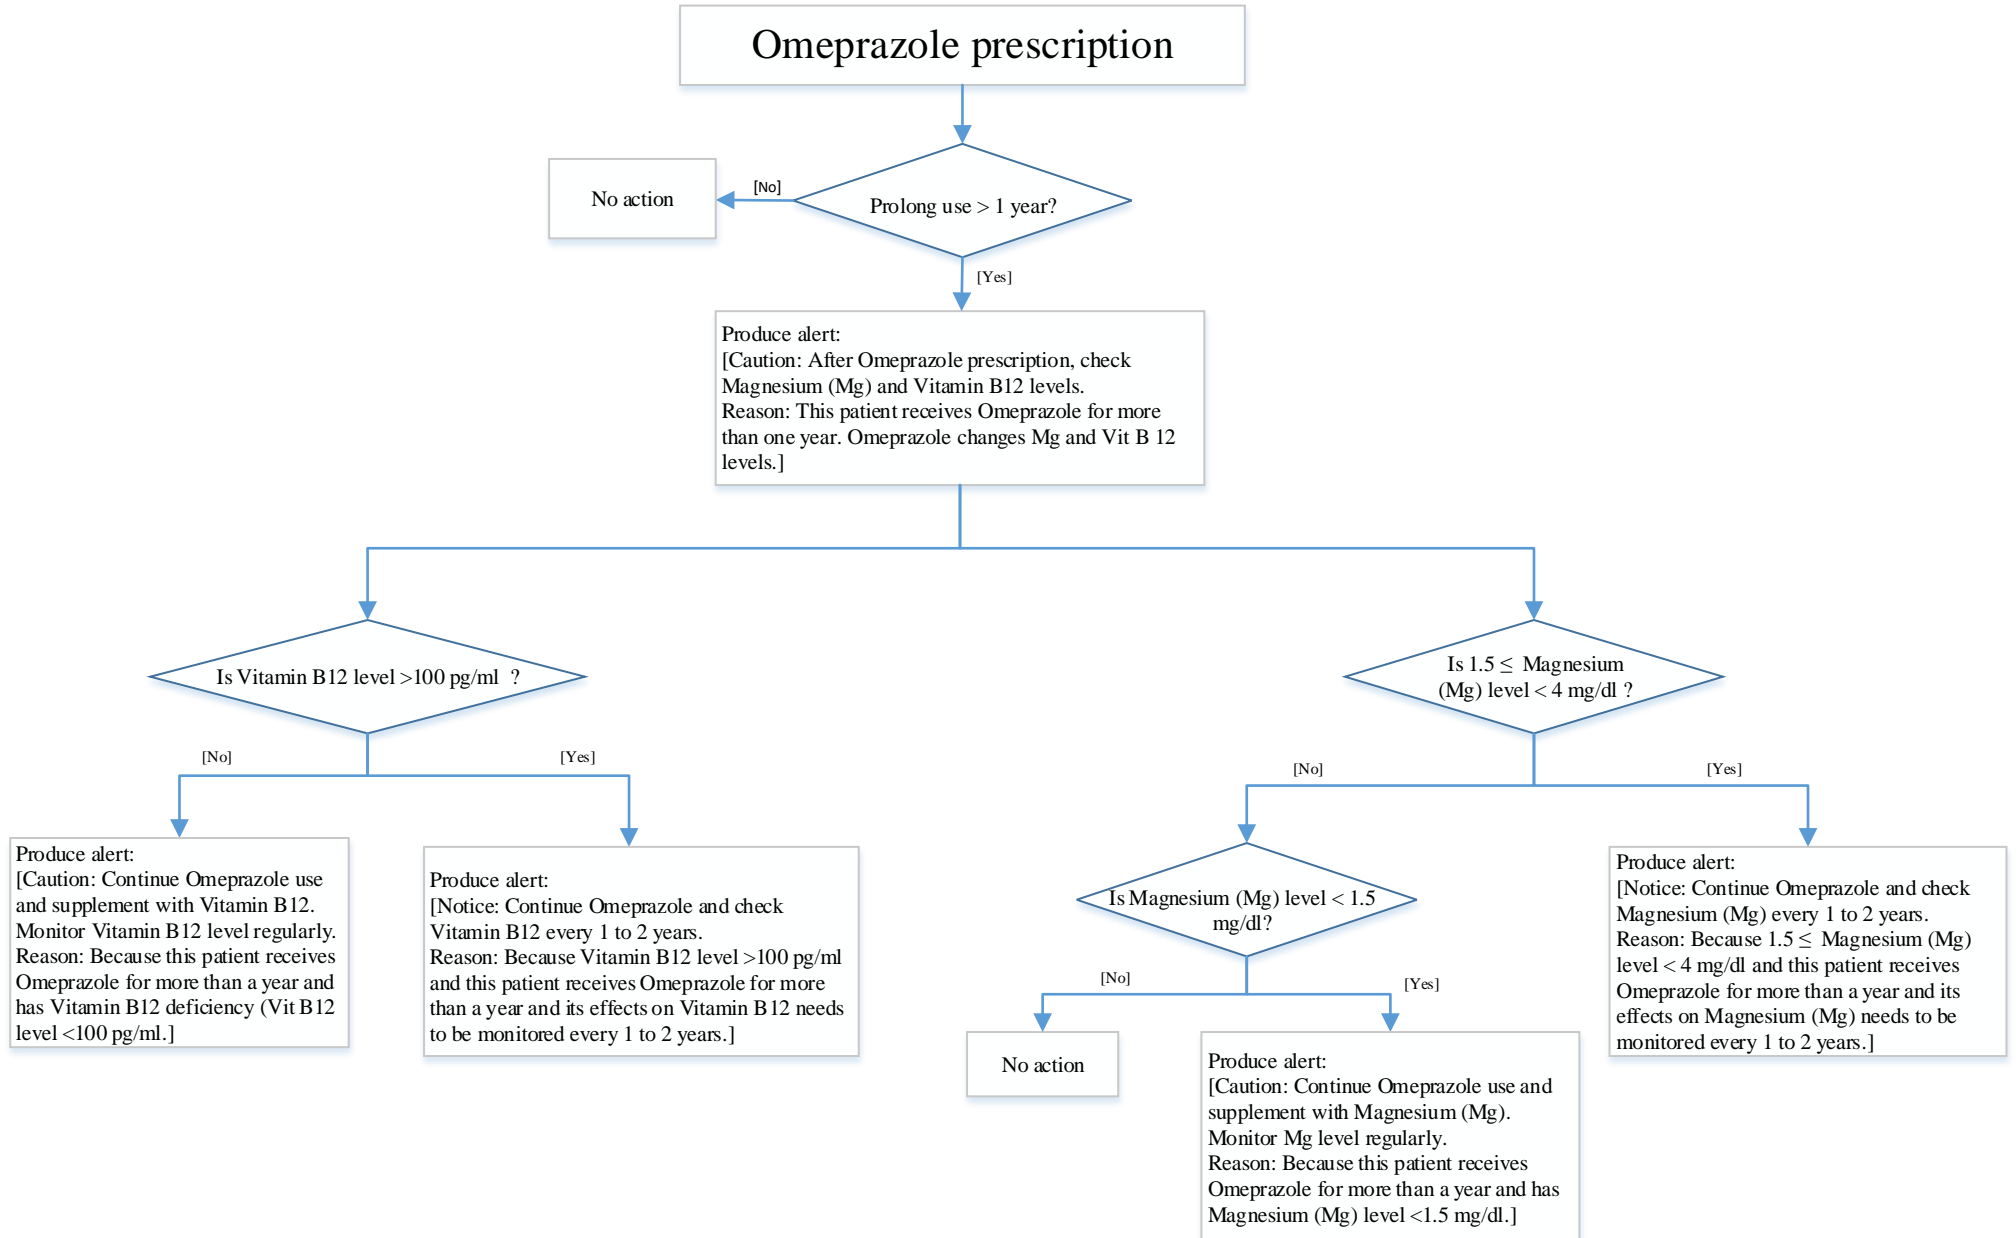 Omeprazole prescription
No action
[No]
Prolong use > 1 year?
[Yes]
Produce alert:
[Caution: After Omeprazole prescription, check
Magnesium (Mg) and Vitamin B12 levels.
Reason: This patient receives Omeprazole for more
than one year. Omeprazole changes Mg and Vit B 12
levels.]
Is Vitamin B12 level >100 pg/ml ?
[No]
[Yes]
Produce alert:
[Caution: Continue Omeprazole use
and supplement with Vitamin B12.
Monitor Vitamin B12 level regularly.
Reason: Because this patient receives
Omeprazole for more than a year and
has Vitamin B12 deficiency (Vit B12
level <100 pg/ml.]
Produce alert:
[Notice: Continue Omeprazole and check
Vitamin B12 every 1 to 2 years.
Reason: Because Vitamin B12 level >100 pg/ml
and this patient receives Omeprazole for more
than a year and its effects on Vitamin B12 needs
to be monitored every 1 to 2 years.]
Is 1.5 ≤ Magnesium
(Mg) level < 4 mg/dl ?
[No]
[Yes]
Is Magnesium (Mg) level < 1.5
mg/dl?
[No]
[Yes]
No action
Produce alert:
[Caution: Continue Omeprazole use and
supplement with Magnesium (Mg).
Monitor Mg level regularly.
Reason: Because this patient receives
Omeprazole for more than a year and has
Magnesium (Mg) level <1.5 mg/dl.]
Produce alert:
[Notice: Continue Omeprazole and check
Magnesium (Mg) every 1 to 2 years.
Reason: Because 1.5 ≤ Magnesium (Mg)
level < 4 mg/dl and this patient receives
Omeprazole for more than a year and its
effects on Magnesium (Mg) needs to be
monitored every 1 to 2 years.]